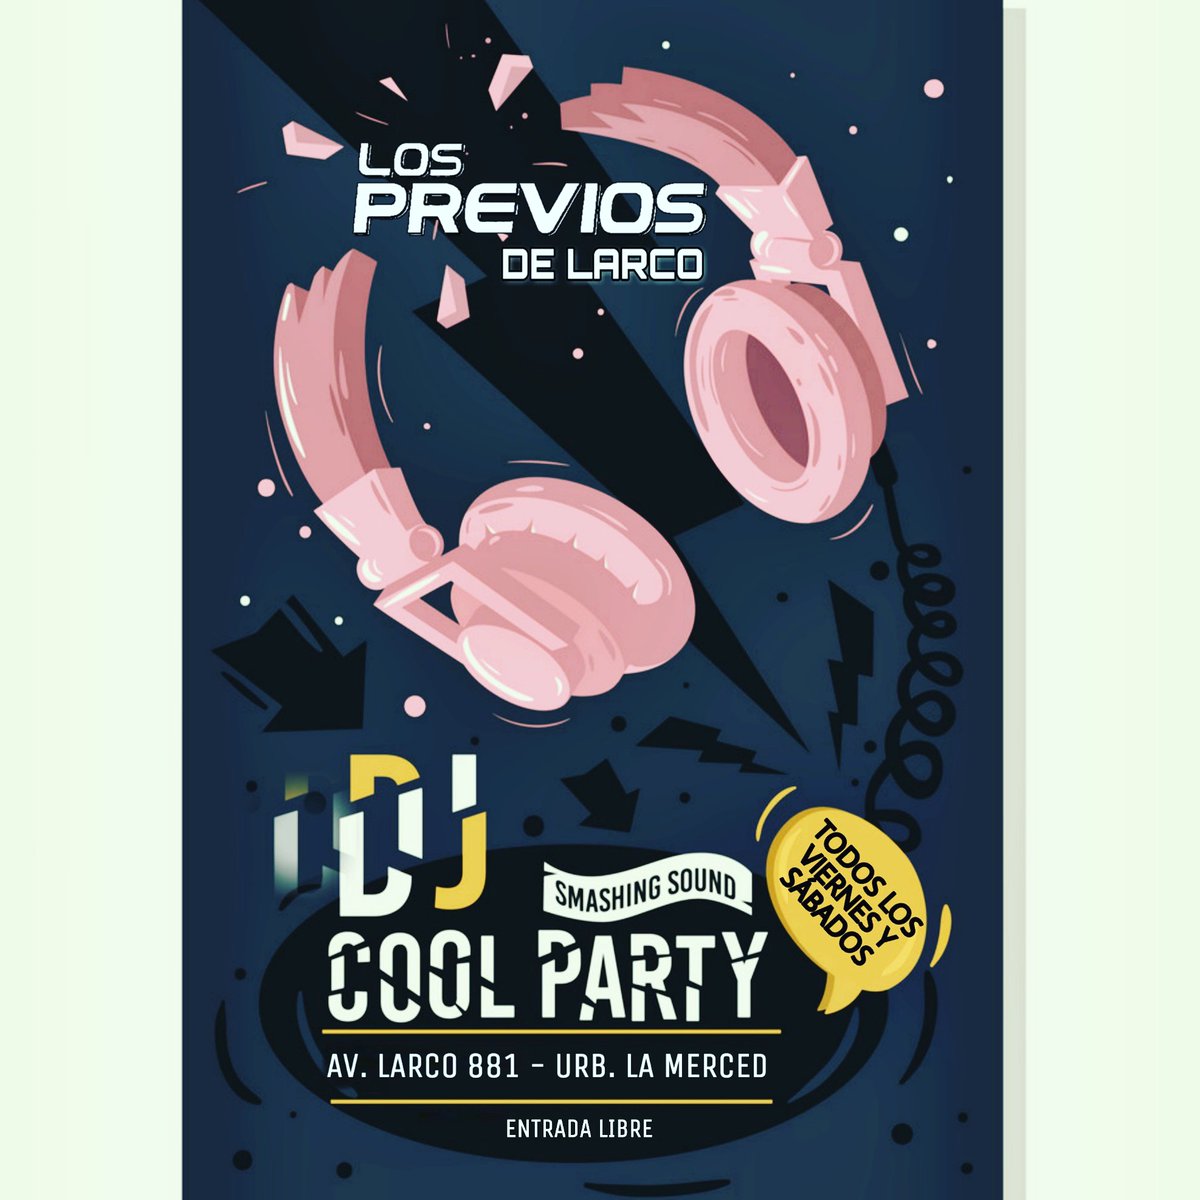 LOS
PREVIOS
DE LARCO
DJ
SMASHING SOUND
COOL PARTY
TODOS LOS
VIERNES Y
SÁBADOS
AV. LARCO 881 - URB. LA MERCED
ENTRADA LIBRE